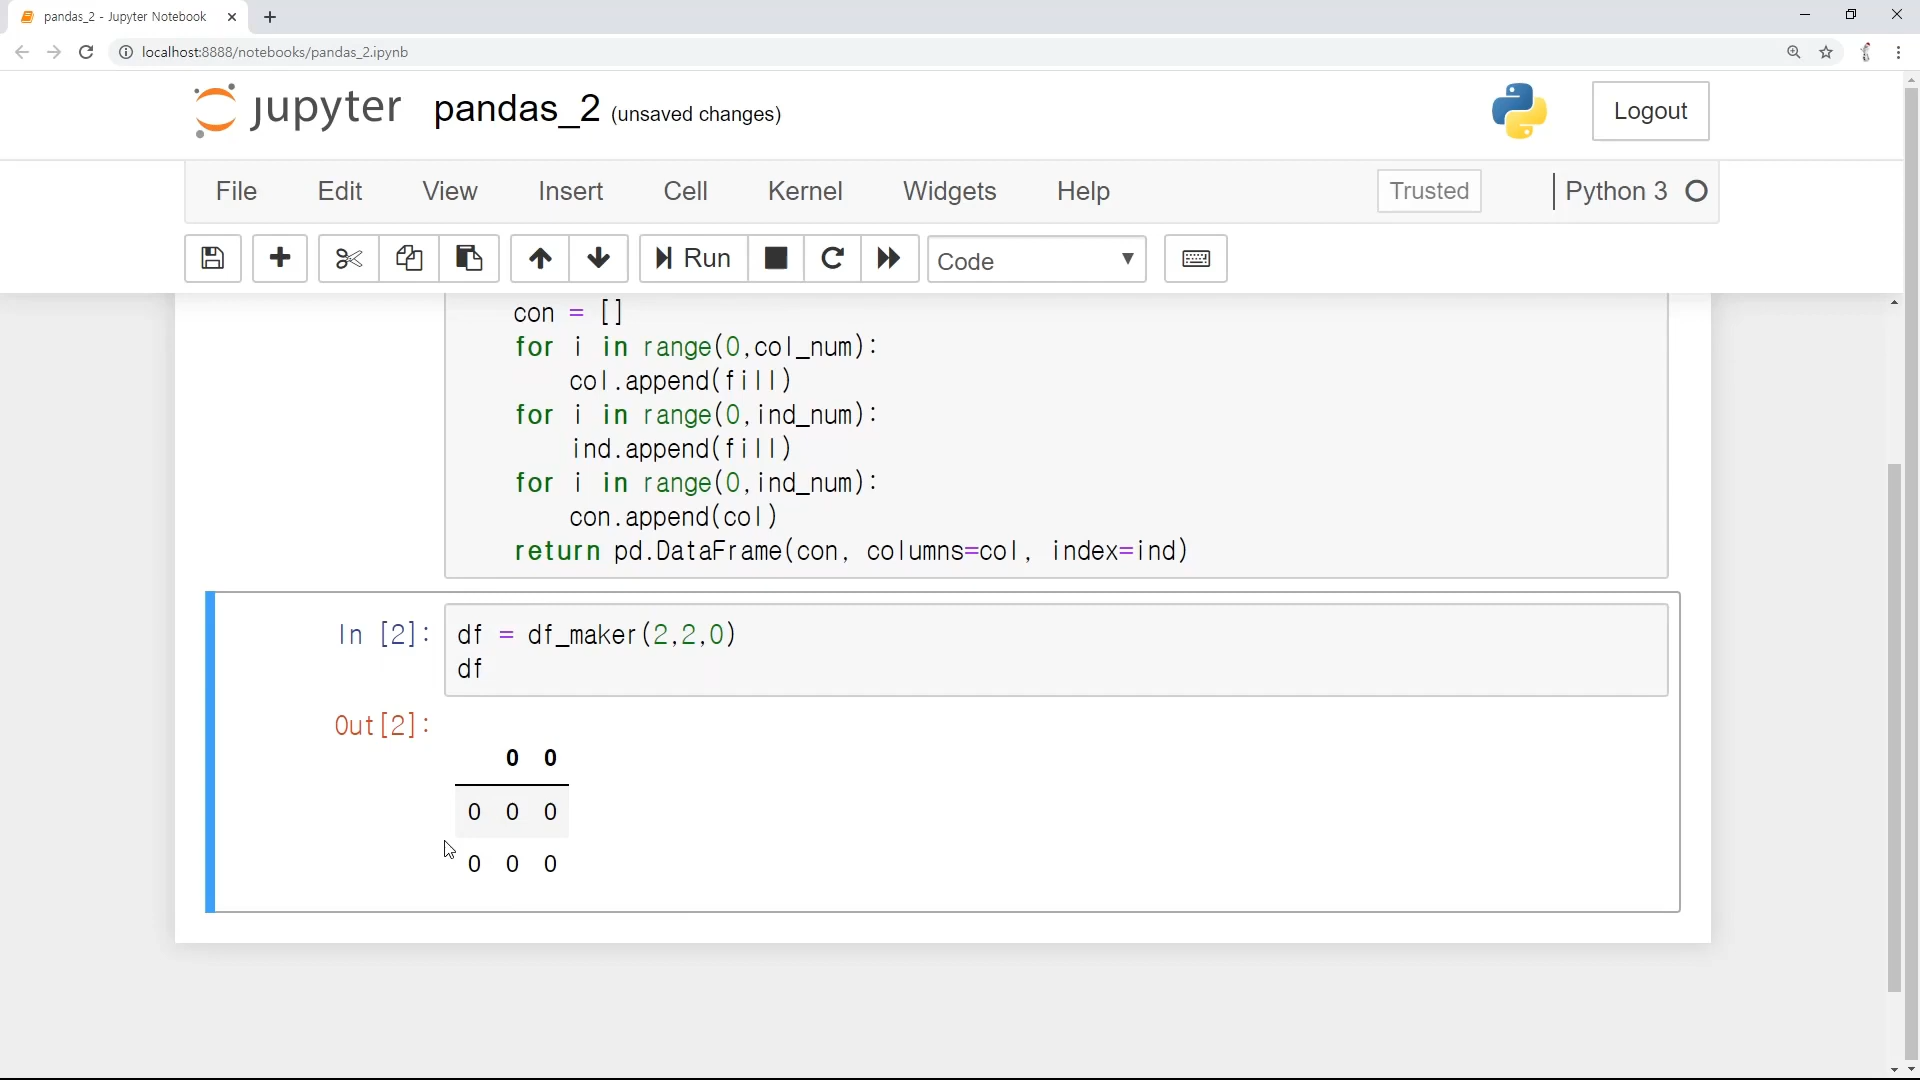 pandas_2 - Jupyter Notebook
localhost:8888/notebooks/pandas_2.ipynb
jupyter pandas_2 (unsaved changes)
Logout
File Edit View Insert Cell Kernel Widgets Help Trusted Python 3
Run Code
con = []
for i in range(0,col_num):
col.append(fill)
for i in range(0,ind_num):
ind.append(fill)
for i in range(0,ind_num):
con.append(col)
return pd.DataFrame(con, columns=col, index=ind)
In [2]: df = df_maker(2,2,0)
df
Out[2]:
0 0
0 0 0
0 0 0